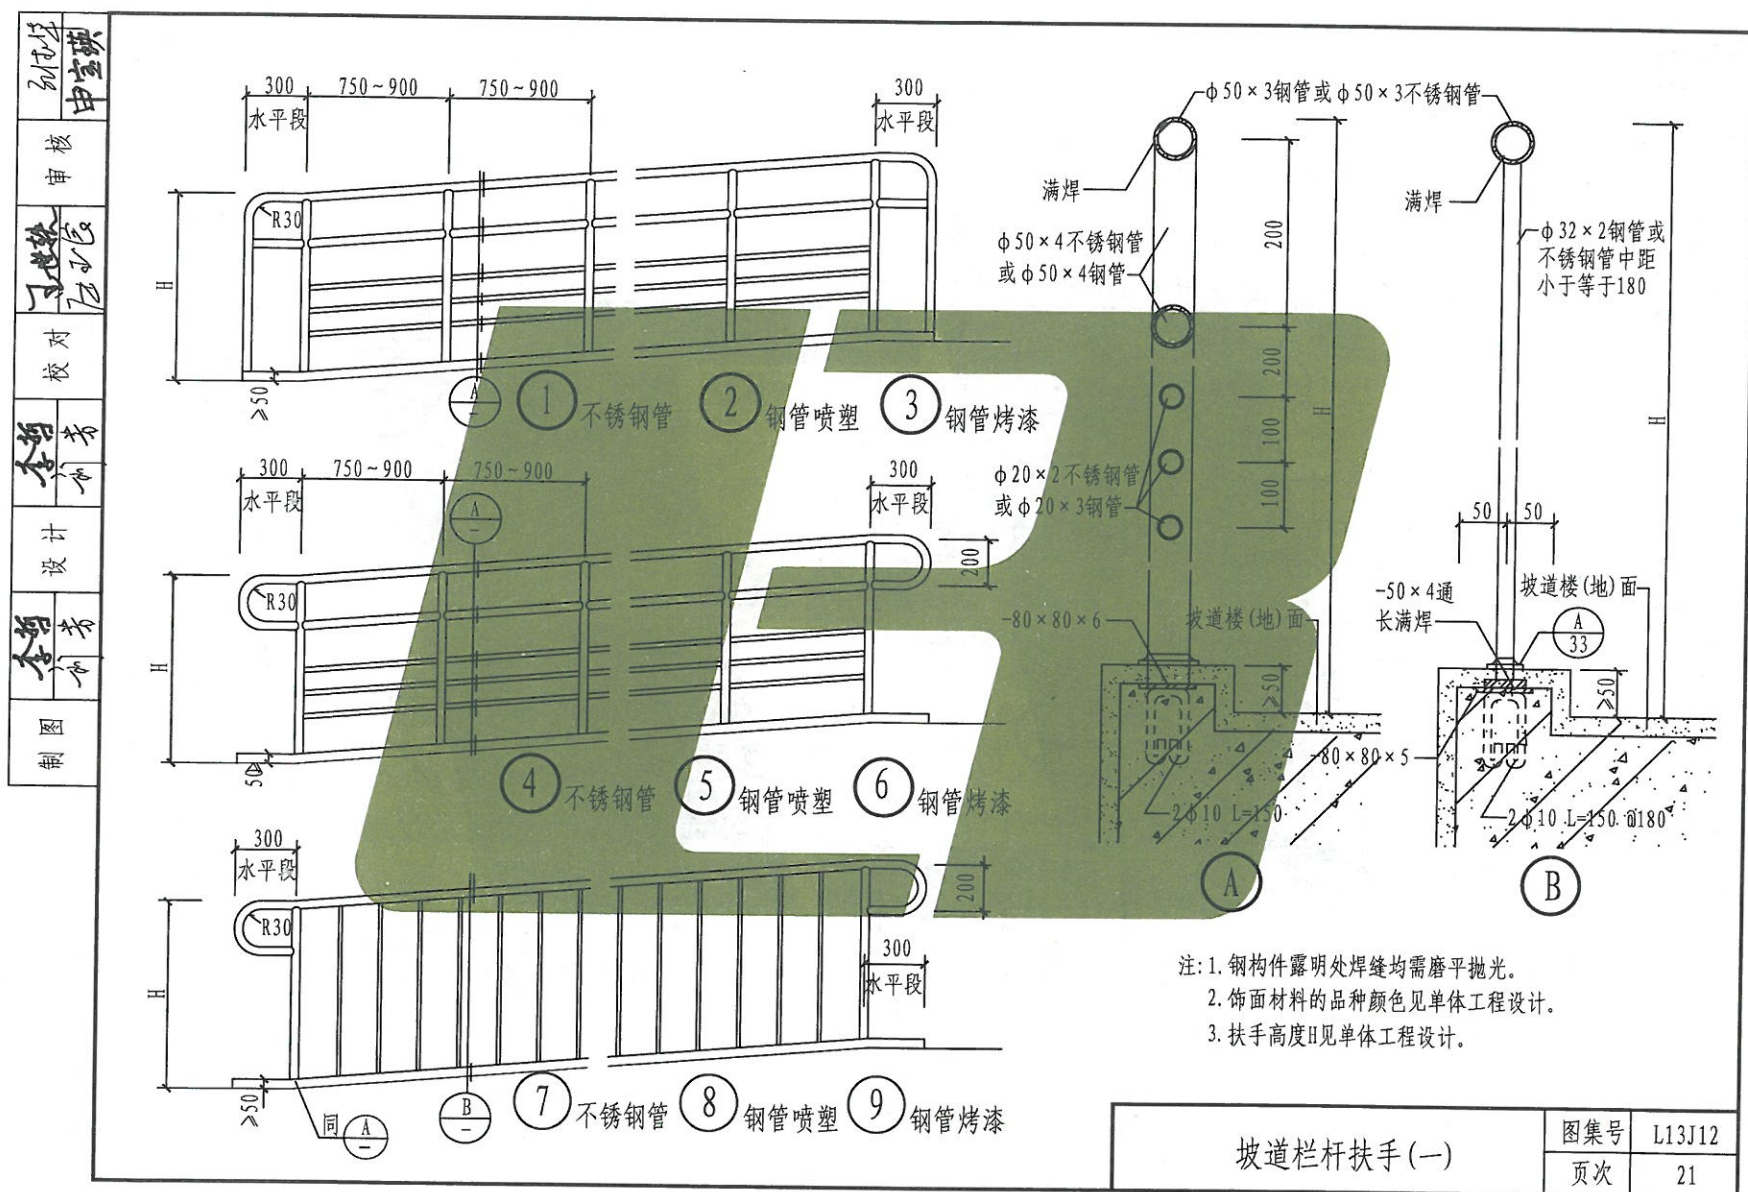 审核
校对
设计
制图
300
750~900
750~900
300
水平段
水平段
R30
H
≥50
A
-
1
不锈钢管
2
钢管喷塑
3
钢管烤漆
300
750~900
750~900
300
水平段
A
-
水平段
200
R30
H
50
4
不锈钢管
5
钢管喷塑
6
钢管烤漆
300
水平段
200
R30
300
水平段
H
≥50
同
A
-
B
-
7
不锈钢管
8
钢管喷塑
9
钢管烤漆
φ50×3钢管或φ50×3不锈钢管
满焊
φ50×4不锈钢管
或φ50×4钢管
200
200
100
100
H
φ20×2不锈钢管
或φ20×3钢管
-80×80×6
坡道楼(地)面
≥50
2φ10 L=150
A
满焊
φ32×2钢管或
不锈钢管中距
小于等于180
H
50
50
-50×4通
长满焊
坡道楼(地)面
A
33
≥50
-80×80×5
2φ10 L=150 @180
B
注:1.钢构件露明处焊缝均需磨平抛光。
2.饰面材料的品种颜色见单体工程设计。
3.扶手高度H见单体工程设计。
坡道栏杆扶手(一)
图集号
L13J12
页次
21